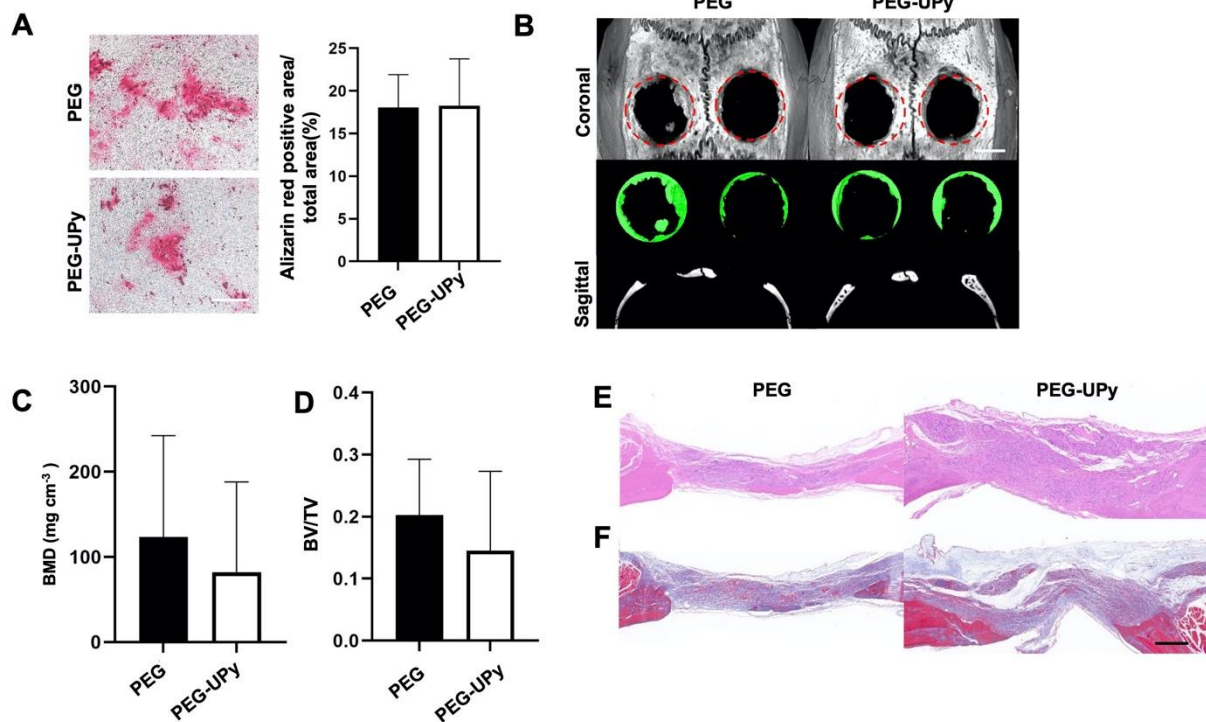 A
PEG
PEG-UPy
Alizarin red positive area/
total area(%)
25
20
15
10
5
0
PEG
PEG-UPy
B
PEG
PEG-UPy
Coronal
Sagittal
C
BMD (mg cm⁻³)
300
200
100
0
PEG
PEG-UPy
D
BV/TV
0.4
0.3
0.2
0.1
0.0
PEG
PEG-UPy
E
PEG
PEG-UPy
F